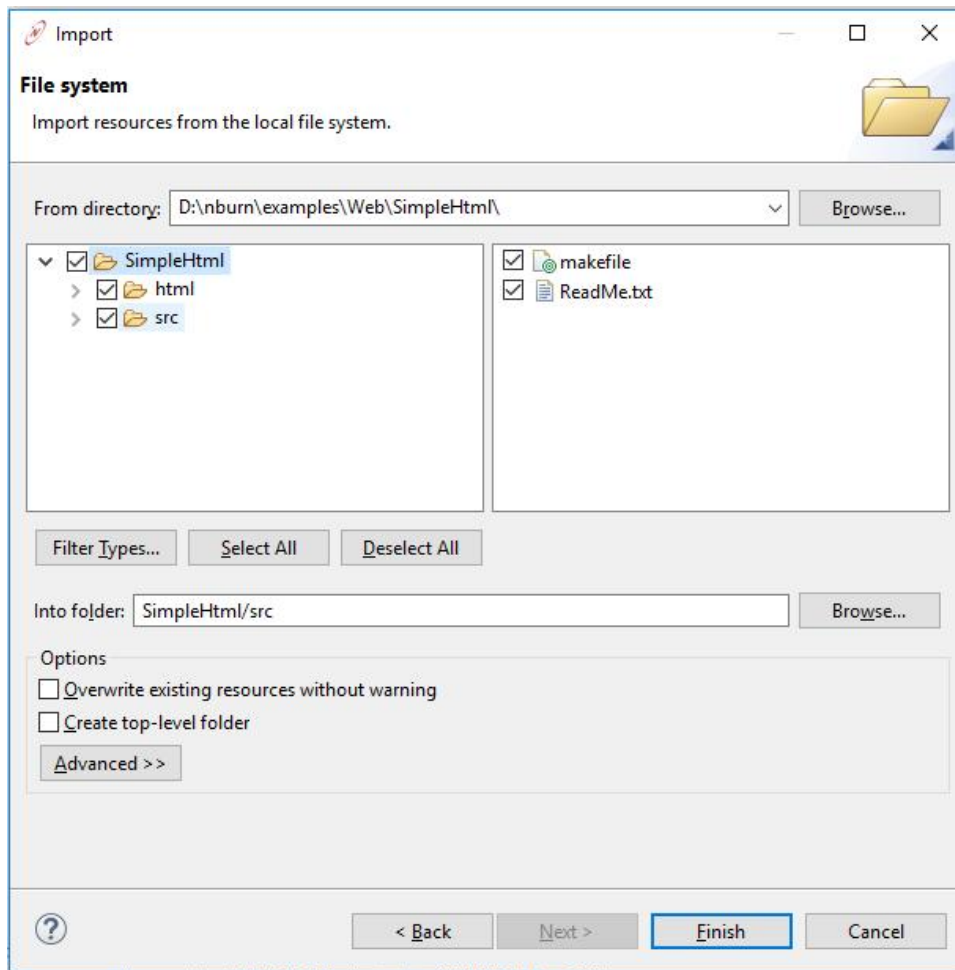 Import
File system
Import resources from the local file system.
From directory: D:\nburn\examples\Web\SimpleHtml\ Browse...
SimpleHtml
html
src
makefile
ReadMe.txt
Filter Types... Select All Deselect All
Into folder: SimpleHtml/src Browse...
Options
Overwrite existing resources without warning
Create top-level folder
Advanced >>
? < Back Next > Finish Cancel